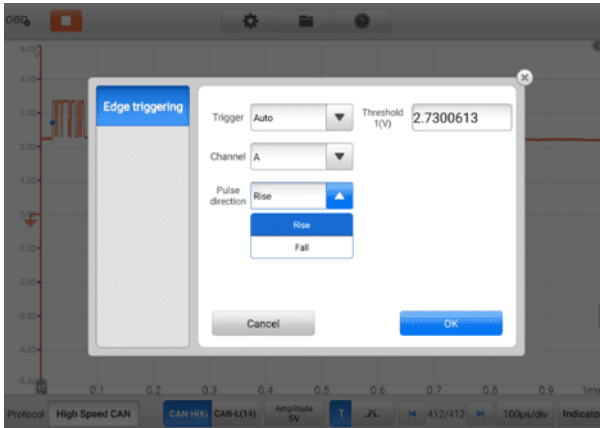 OBD
5.00
4.00
3.00
2.00
1.00
0.00
-1.00
-2.00
-3.00
-4.00
-5.00
Edge triggering
Trigger Auto Threshold 1(V) 2.7300613
Channel A
Pulse direction Rise
Rise
Fall
Cancel OK
0.1 0.2 0.3 0.4 0.5 0.6 0.7 0.8 0.9 1ms
Protocol High Speed CAN CAN-H(6) CAN-L(14) Amplitude 5V T 412/412 100μs/div Indicato